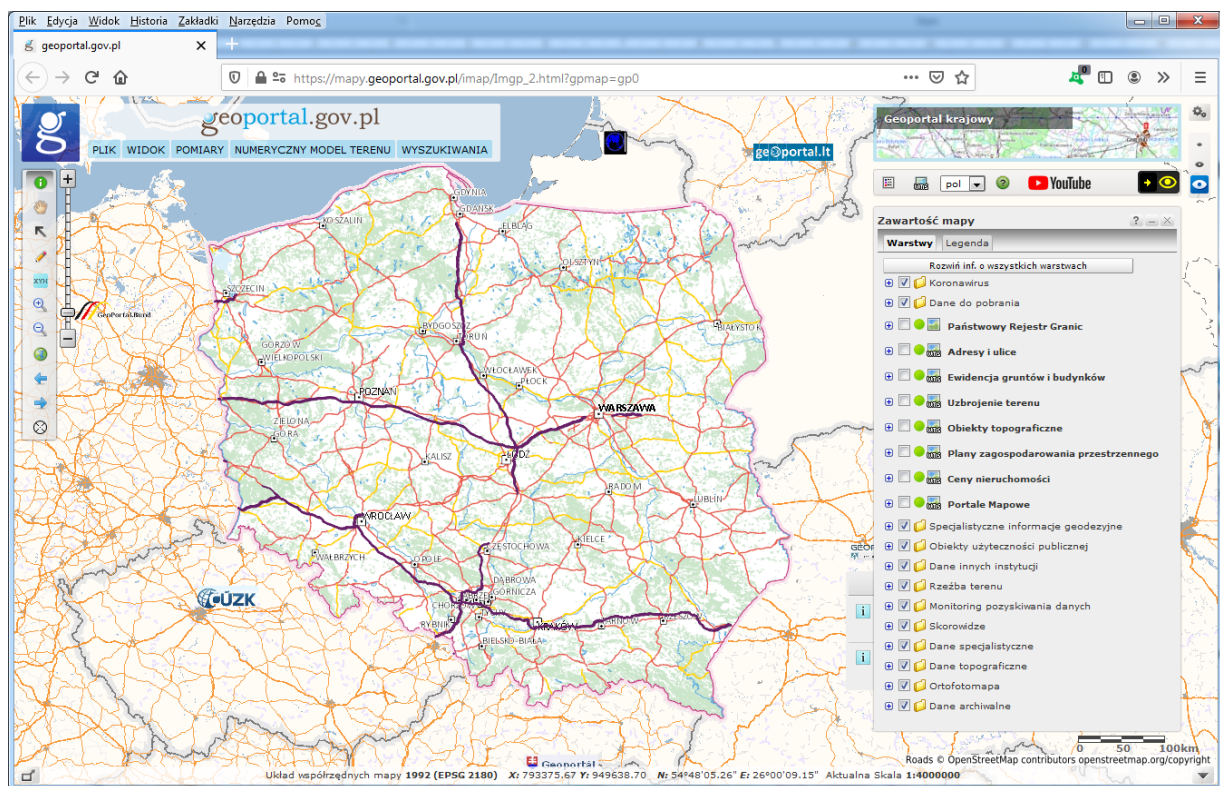 Plik Edycja Widok Historia Zakładki Narzędzia Pomoc
geoportal.gov.pl
https://mapy.geoportal.gov.pl/imap/Imgp_2.html?gpmap=gp0
0
geoportal.gov.pl
PLIK WIDOK POMIARY NUMERYCZNY MODEL TERENU WYSZUKIWANIA
geoportal.lt
Geoportal krajowy
pol
YouTube
Zawartość mapy
Warstwy Legenda
Rozwiń inf. o wszystkich warstwach
Koronawirus
Dane do pobrania
Państwowy Rejestr Granic
Adresy i ulice
Ewidencja gruntów i budynków
Uzbrojenie terenu
Obiekty topograficzne
Plany zagospodarowania przestrzennego
Ceny nieruchomości
Portale Mapowe
Specjalistyczne informacje geodezyjne
Obiekty użyteczności publicznej
Dane innych instytucji
Rzeźba terenu
Monitoring pozyskiwania danych
Skorowidze
Dane specjalistyczne
Dane topograficzne
Ortofotomapa
Dane archiwalne
XYH
GeoPortal.Bund
GDYNIA
GDAŃSK
KOSZALIN
ELBLĄG
OLSZTYN
SZCZECIN
BYDGOSZCZ
TORUŃ
BIAŁYSTOK
GORZÓW
WIELKOPOLSKI
WŁOCŁAWEK
PŁOCK
POZNAŃ
WARSZAWA
ZIELONA
GÓRA
KALISZ
ŁÓDŹ
RADOM
LUBLIN
WROCŁAW
WAŁBRZYCH
OPOLE
CZĘSTOCHOWA
KIELCE
DĄBROWA
GÓRNICZA
RYBNIK
KRAKÓW
TARNÓW
BIELSKO-BIAŁA
ÚZK
Geoportál
0 50 100km
Roads © OpenStreetMap contributors openstreetmap.org/copyright
Układ współrzędnych mapy 1992 (EPSG 2180) X: 793375.67 Y: 949638.70 N: 54°48'05.26" E: 26°00'09.15" Aktualna Skala 1:4000000